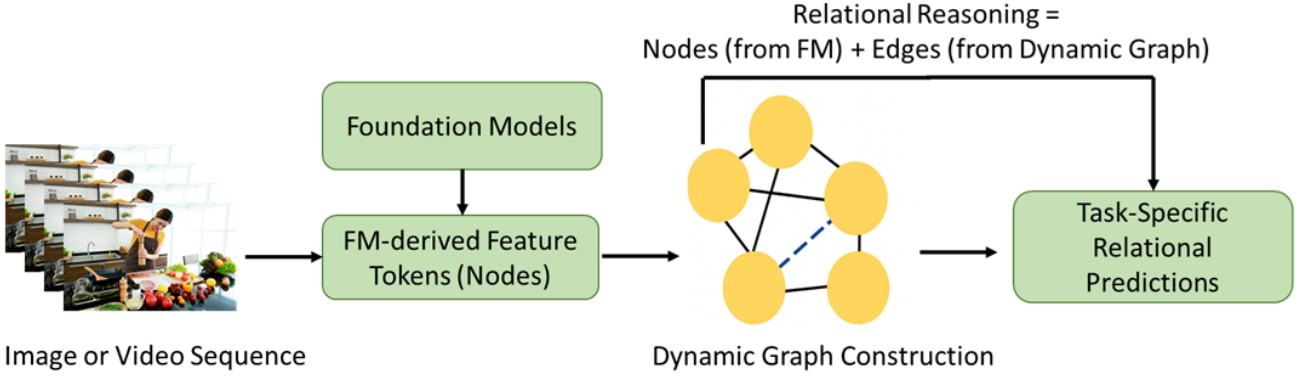 Relational Reasoning =
Nodes (from FM) + Edges (from Dynamic Graph)
Foundation Models
FM-derived Feature
Tokens (Nodes)
Task-Specific
Relational
Predictions
Image or Video Sequence
Dynamic Graph Construction